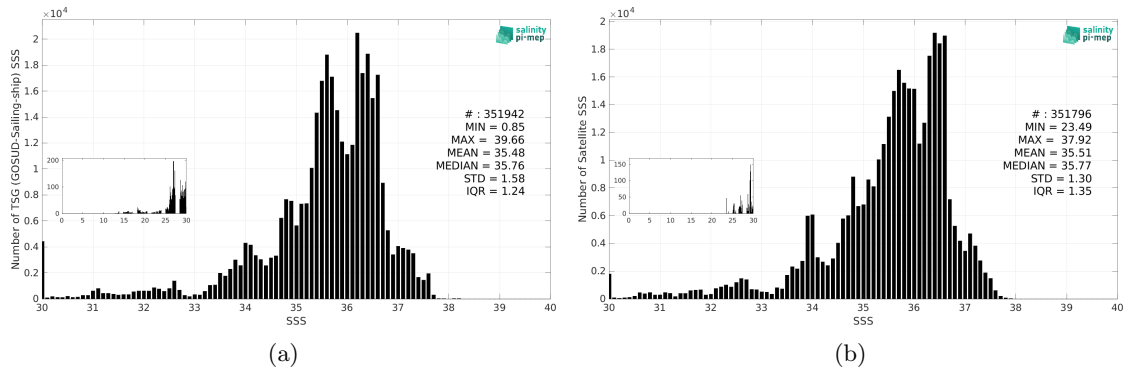 ×10⁴
2
1.8
1.6
1.4
1.2
1
0.8
0.6
0.4
0.2
0
Number of TSG (GOSUD-Sailing-ship) SSS
salinity
pi-mep
# : 351942
MIN = 0.85
MAX = 39.66
MEAN = 35.48
MEDIAN = 35.76
STD = 1.58
IQR = 1.24
200
100
0
0 5 10 15 20 25 30
30 31 32 33 34 35 36 37 38 39 40
SSS
(a)
×10⁴
2
1.8
1.6
1.4
1.2
1
0.8
0.6
0.4
0.2
0
Number of Satellite SSS
salinity
pi-mep
# : 351796
MIN = 23.49
MAX = 37.92
MEAN = 35.51
MEDIAN = 35.77
STD = 1.30
IQR = 1.35
150
100
50
0
0 5 10 15 20 25 30
30 31 32 33 34 35 36 37 38 39 40
SSS
(b)